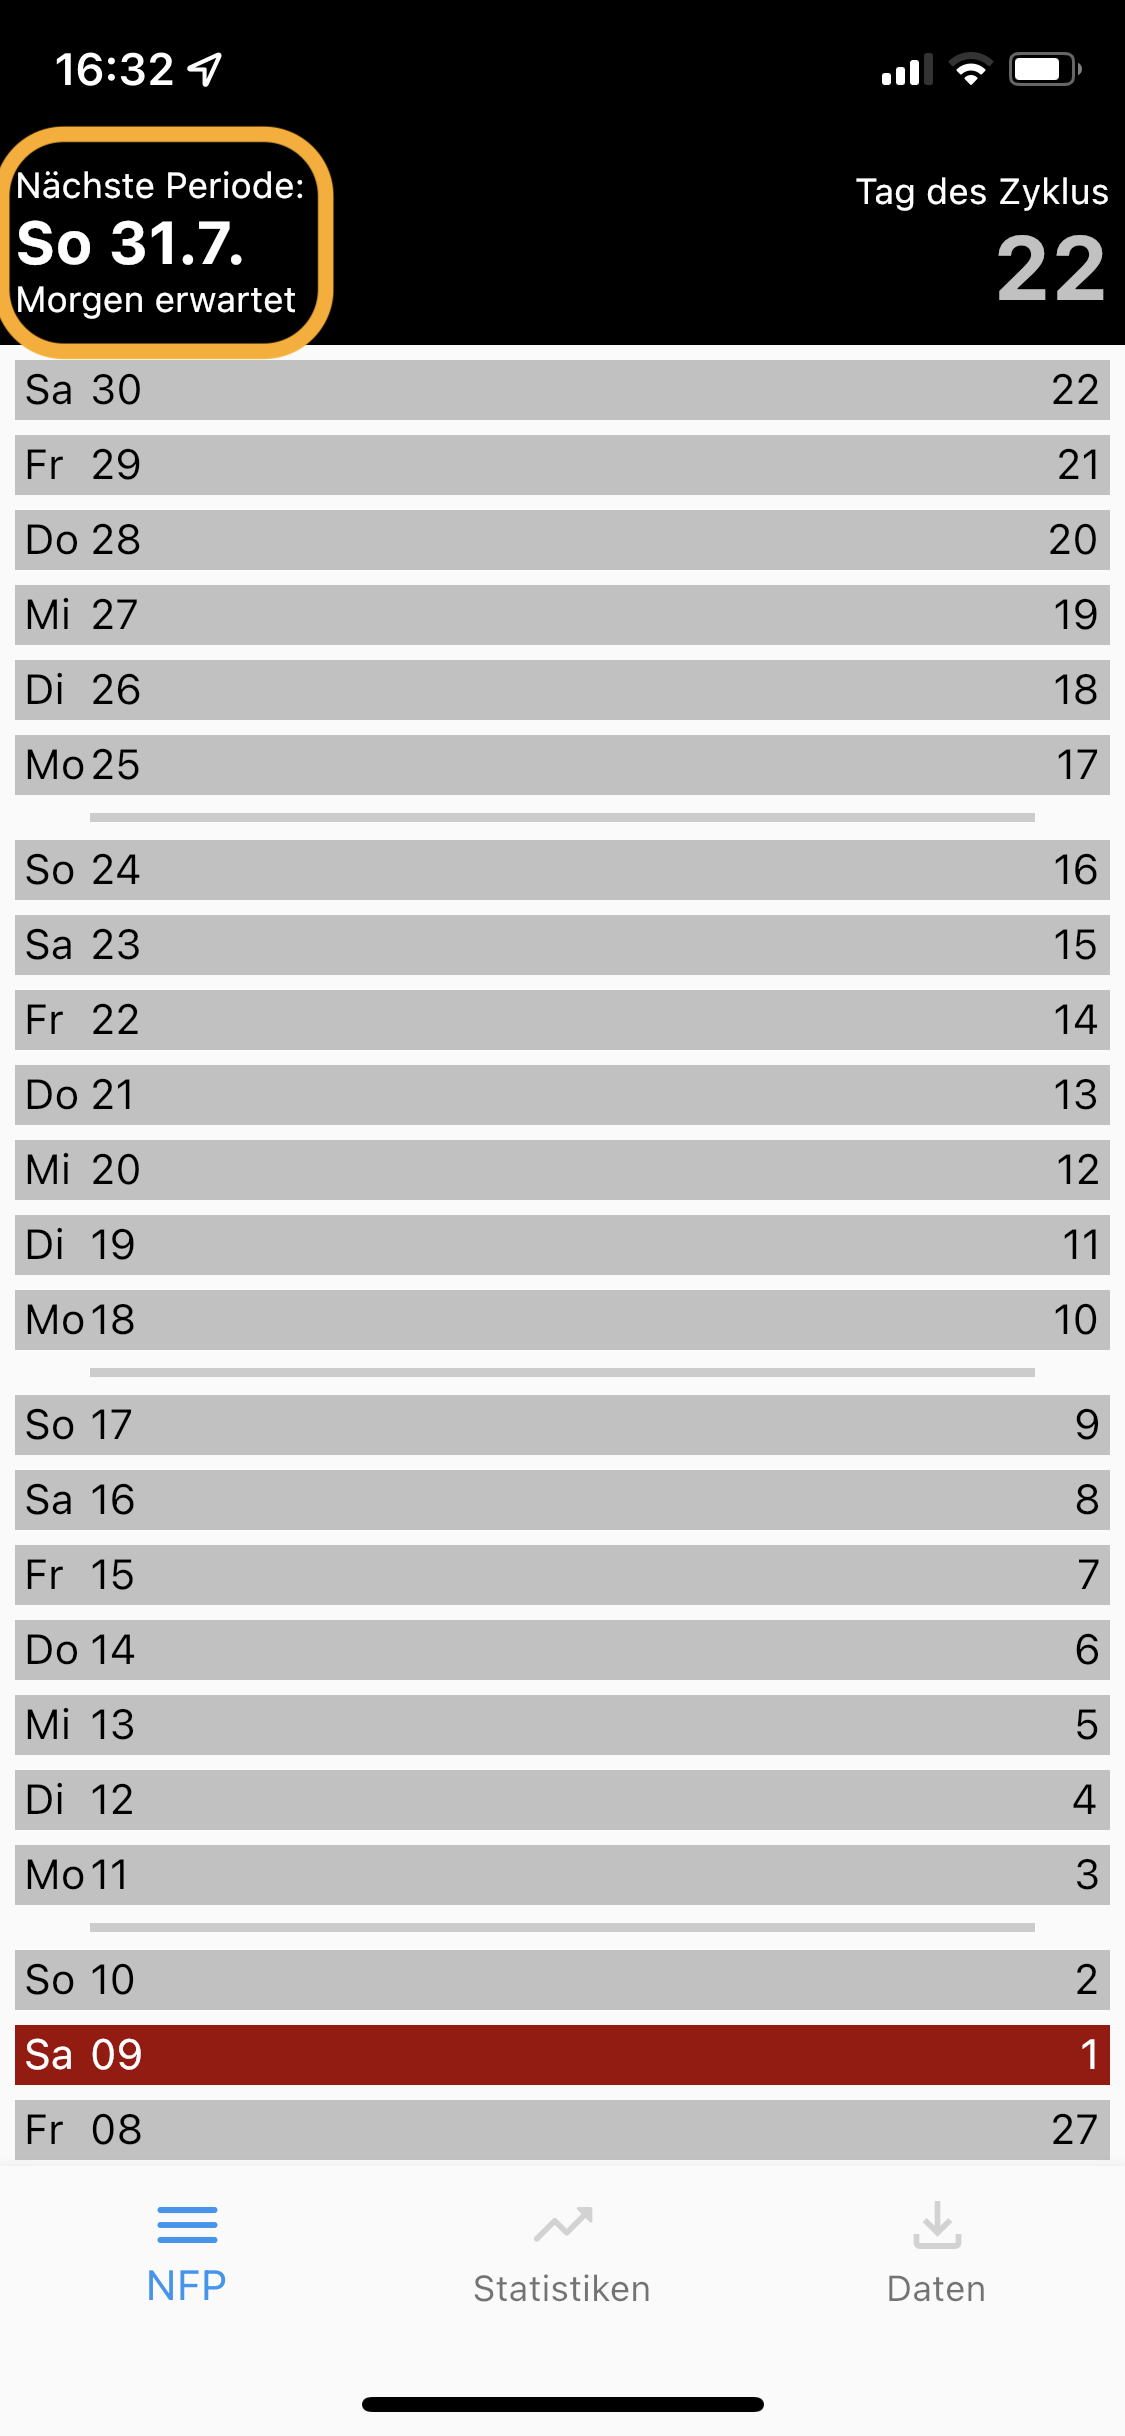 16:32
Nächste Periode:
So 31.7.
Morgen erwartet
Tag des Zyklus
22
Sa 30 22
Fr 29 21
Do 28 20
Mi 27 19
Di 26 18
Mo 25 17
So 24 16
Sa 23 15
Fr 22 14
Do 21 13
Mi 20 12
Di 19 11
Mo 18 10
So 17 9
Sa 16 8
Fr 15 7
Do 14 6
Mi 13 5
Di 12 4
Mo 11 3
So 10 2
Sa 09 1
Fr 08 27
NFP
Statistiken
Daten